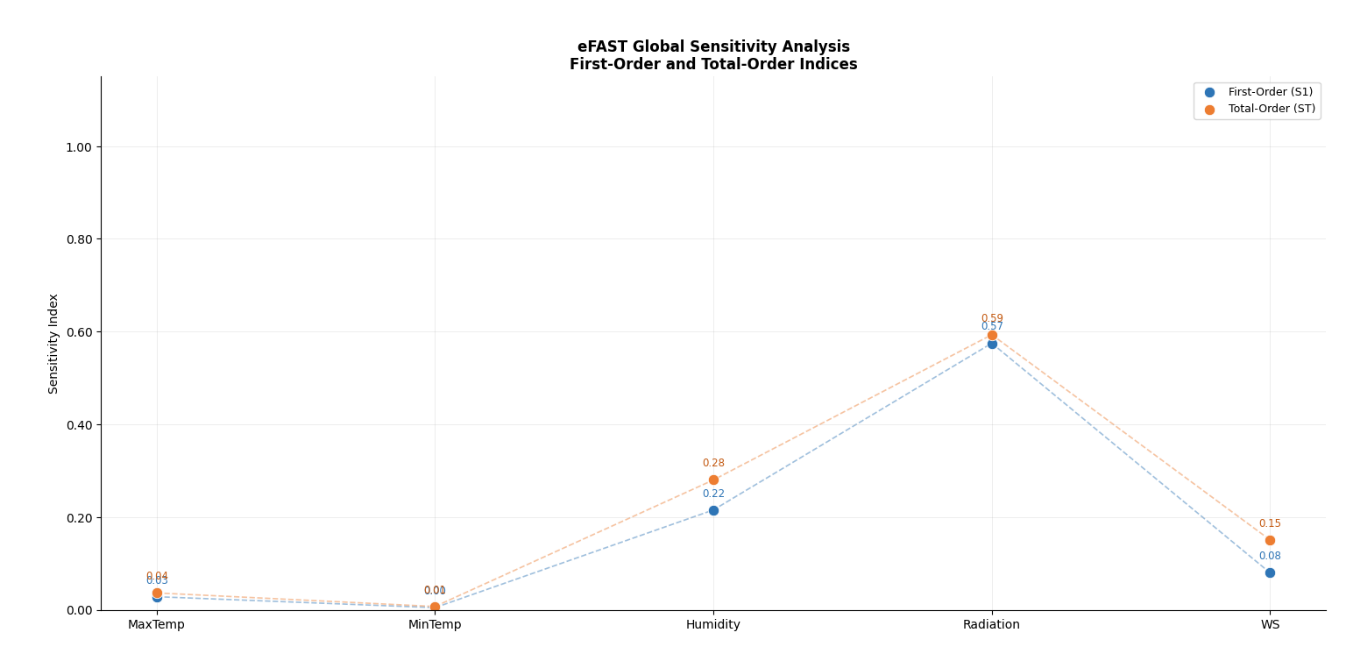 eFAST Global Sensitivity Analysis
First-Order and Total-Order Indices
First-Order (S1)
Total-Order (ST)
Sensitivity Index
1.00
0.80
0.60
0.40
0.20
0.00
0.04
0.03
0.01
0.28
0.22
0.59
0.57
0.15
0.08
MaxTemp MinTemp Humidity Radiation WS